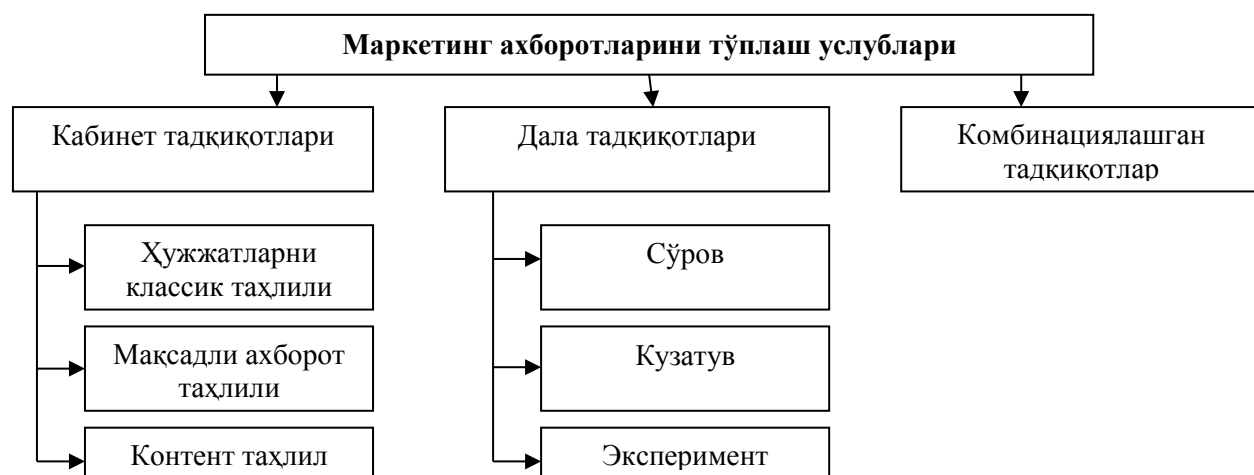 Маркетинг ахборотларини тўплаш услублари
Кабинет тадқиқотлари
Дала тадқиқотлари
Комбинациялашган
тадқиқотлар
Ҳужжатларни
классик таҳлили
Сўров
Мақсадли ахборот
таҳлили
Кузатув
Контент таҳлил
Эксперимент